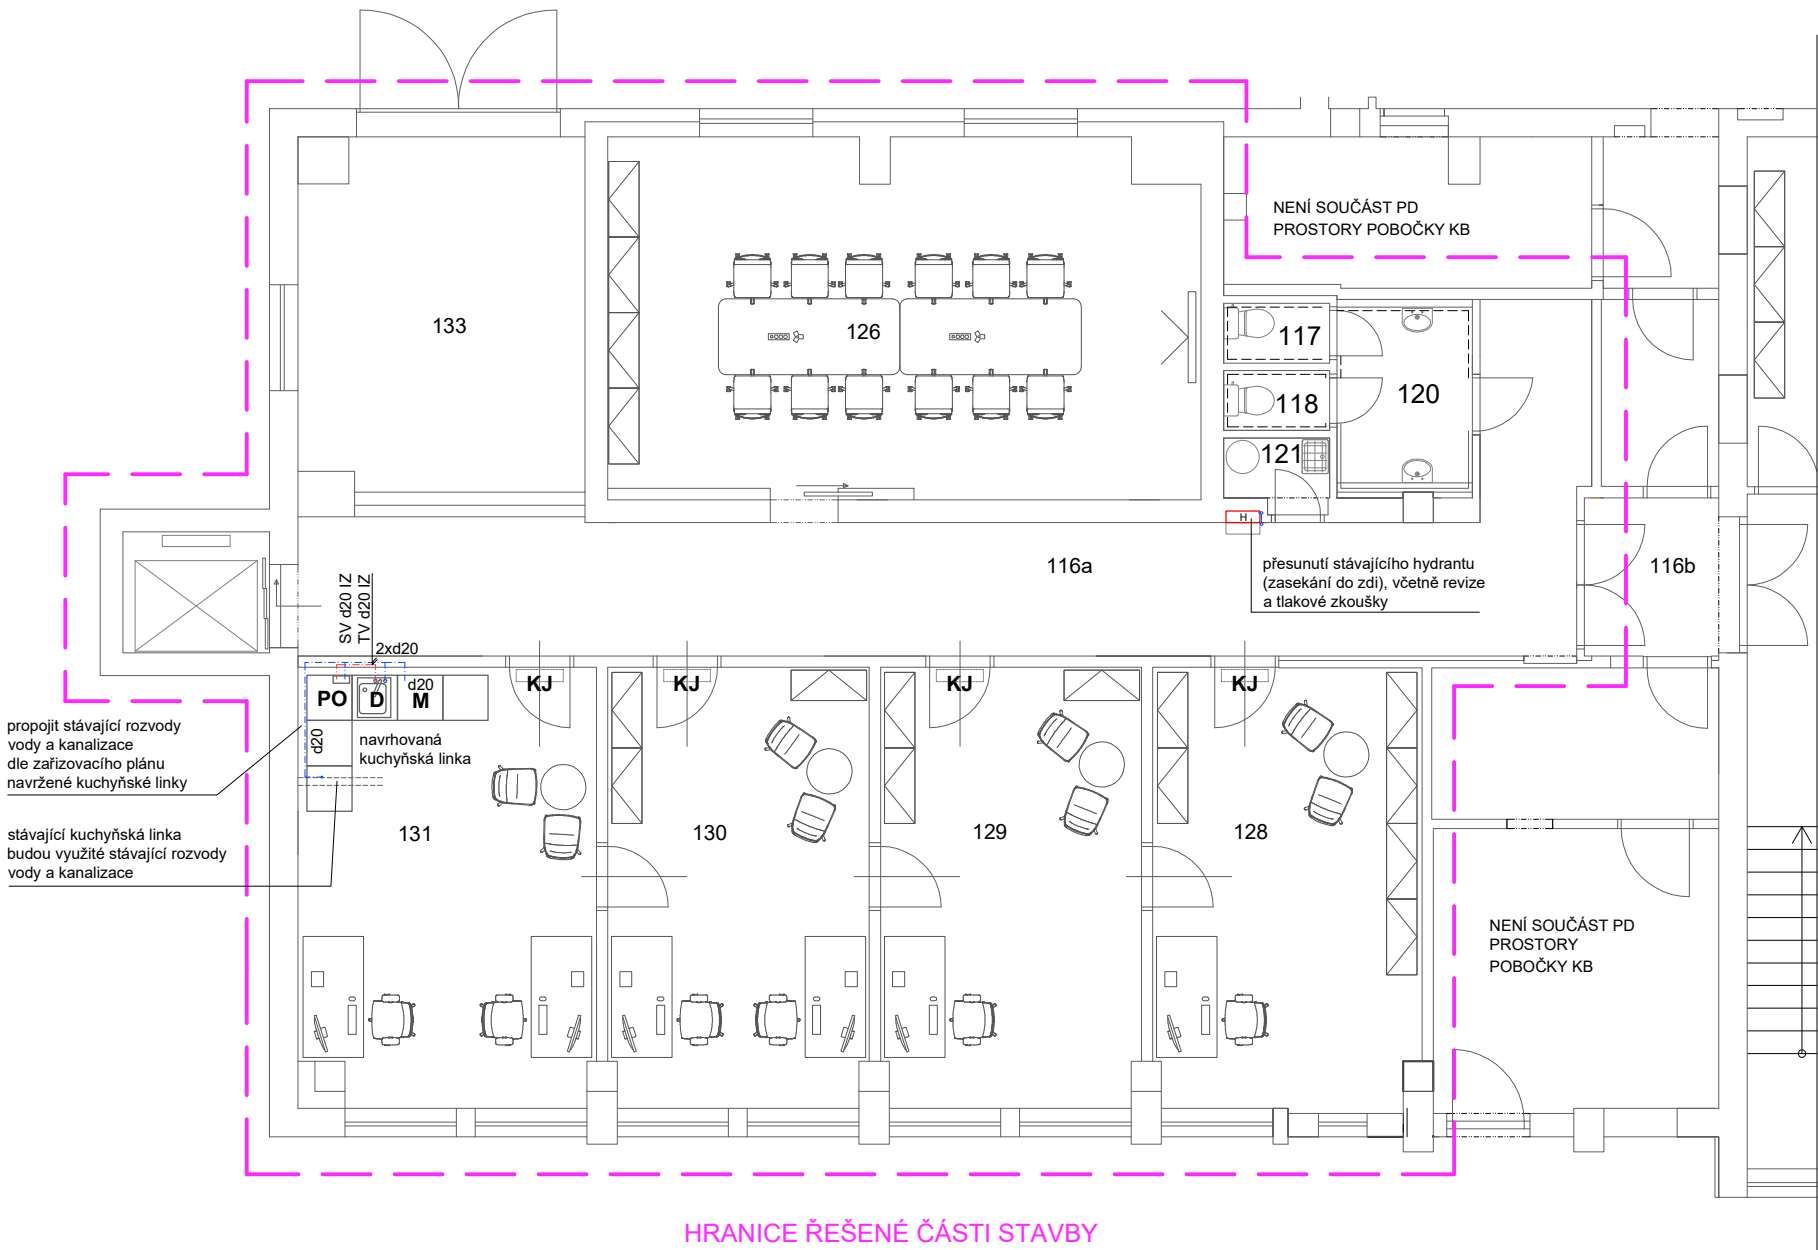 NENÍ SOUČÁST PD
PROSTORY POBOČKY KB
133
126
117
118
120
121
H
116a
116b
přesunutí stávajícího hydrantu
(zasekání do zdi), včetně revize
a tlakové zkoušky
SV d20 IZ
TV d20 IZ
2xd20
d20
PO
D
M
KJ
KJ
KJ
KJ
d20
navrhovaná
kuchyňská linka
propojit stávající rozvody
vody a kanalizace
dle zařizovacího plánu
navržené kuchyňské linky
stávající kuchyňská linka
budou využité stávající rozvody
vody a kanalizace
131
130
129
128
NENÍ SOUČÁST PD
PROSTORY
POBOČKY KB
HRANICE ŘEŠENÉ ČÁSTI STAVBY